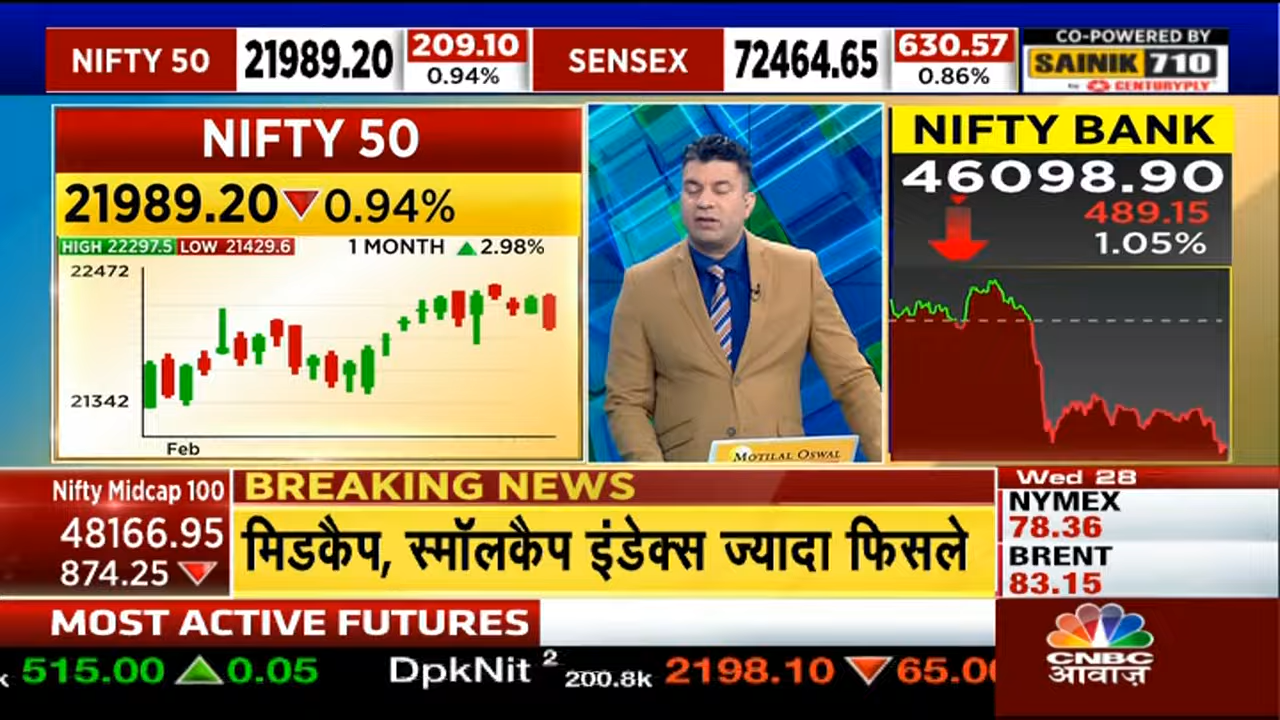 NIFTY 50 21989.20 209.10 0.94% SENSEX 72464.65 630.57 0.86%
CO-POWERED BY
SAINIK 710
by CENTURYPLY
NIFTY 50
21989.20 0.94%
HIGH 22297.5 LOW 21429.6 1 MONTH 2.98%
22472
21342
Feb
MOTILAL OSWAL
NIFTY BANK
46098.90
489.15
1.05%
Nifty Midcap 100
48166.95
874.25
BREAKING NEWS
मिडकैप, स्मॉलकैप इंडेक्स ज्यादा फिसले
Wed 28
NYMEX
78.36
BRENT
83.15
MOST ACTIVE FUTURES
515.00 0.05 DpkNit 2 200.8k 2198.10 65.00
CNBC
आवाज़